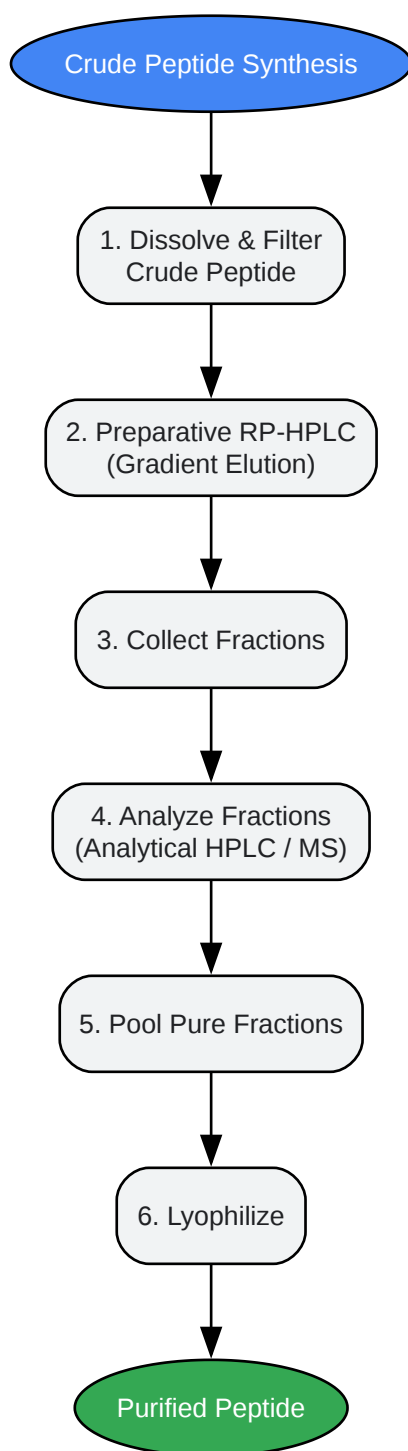 Crude Peptide Synthesis
1. Dissolve & Filter
Crude Peptide
2. Preparative RP-HPLC
(Gradient Elution)
3. Collect Fractions
4. Analyze Fractions
(Analytical HPLC / MS)
5. Pool Pure Fractions
6. Lyophilize
Purified Peptide